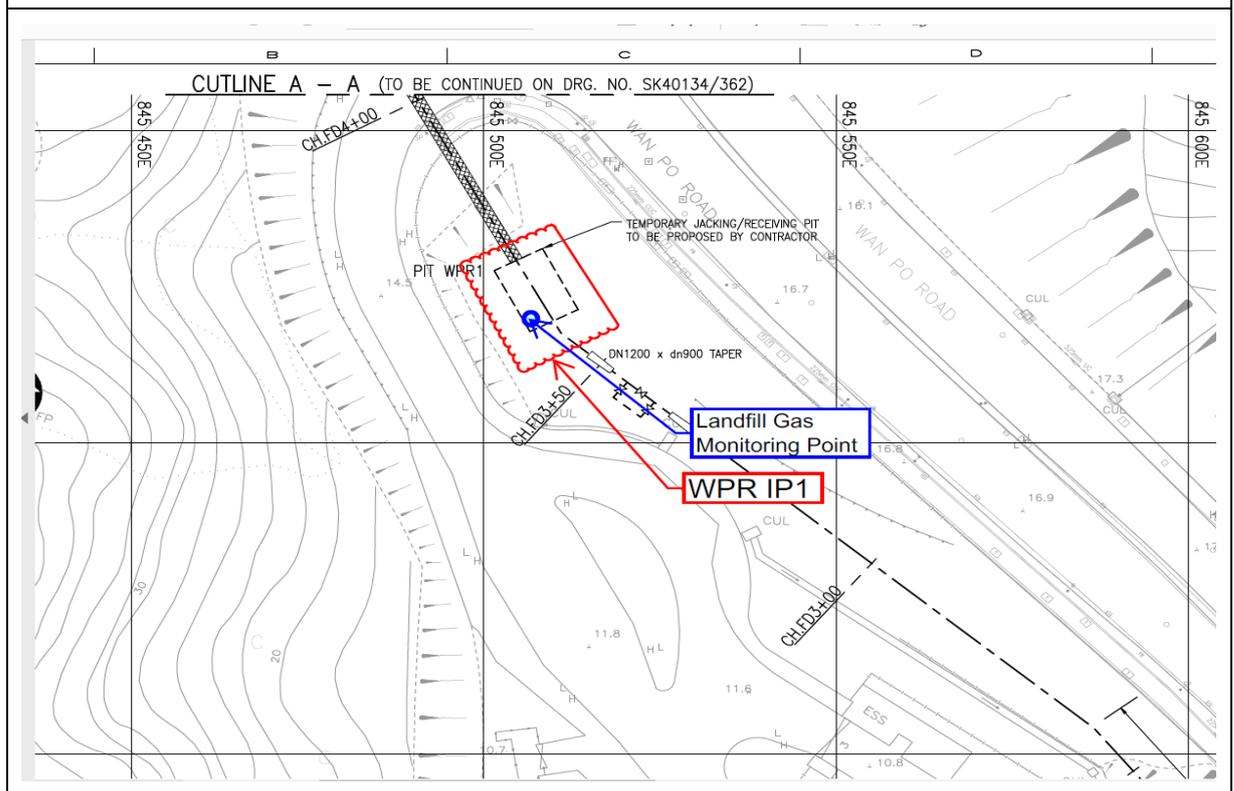 B
C
D
CUTLINE A - A (TO BE CONTINUED ON DRG. NO. SK40134/362)
845 450E
845 500E
845 550E
845 600E
CH.FD4+00
L
H
WAN PO ROAD
16.1
TEMPORARY JACKING/RECEIVING PIT
TO BE PROPOSED BY CONTRACTOR
WAN PO ROAD
H
L
H
PIT WPR1
14.5
16.7
CUL
DN1200 x dn900 TAPER
17.3
CUL
FP
L
H
CH.FD3+50
CUL
Landfill Gas
Monitoring Point
16.8
WPR IP1
L
H
16.9
CUL
L
H
30
CH.FD3+00
C
20
11.8
H L
11.6
L
H
ESS
3
10.7
L
H
10.8
CUL